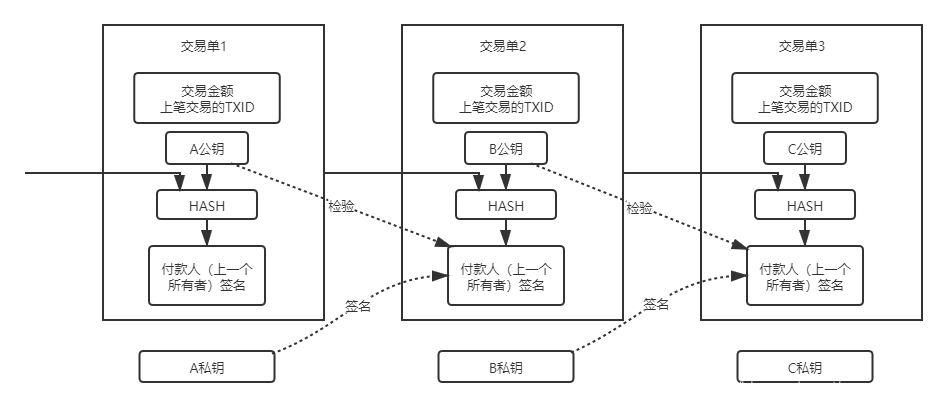 交易单1
交易金额
上笔交易的TXID
A公钥
HASH
付款人（上一个
所有者）签名
A私钥
检验
签名
交易单2
交易金额
上笔交易的TXID
B公钥
HASH
付款人（上一个
所有者）签名
B私钥
检验
签名
交易单3
交易金额
上笔交易的TXID
C公钥
HASH
付款人（上一个
所有者）签名
C私钥